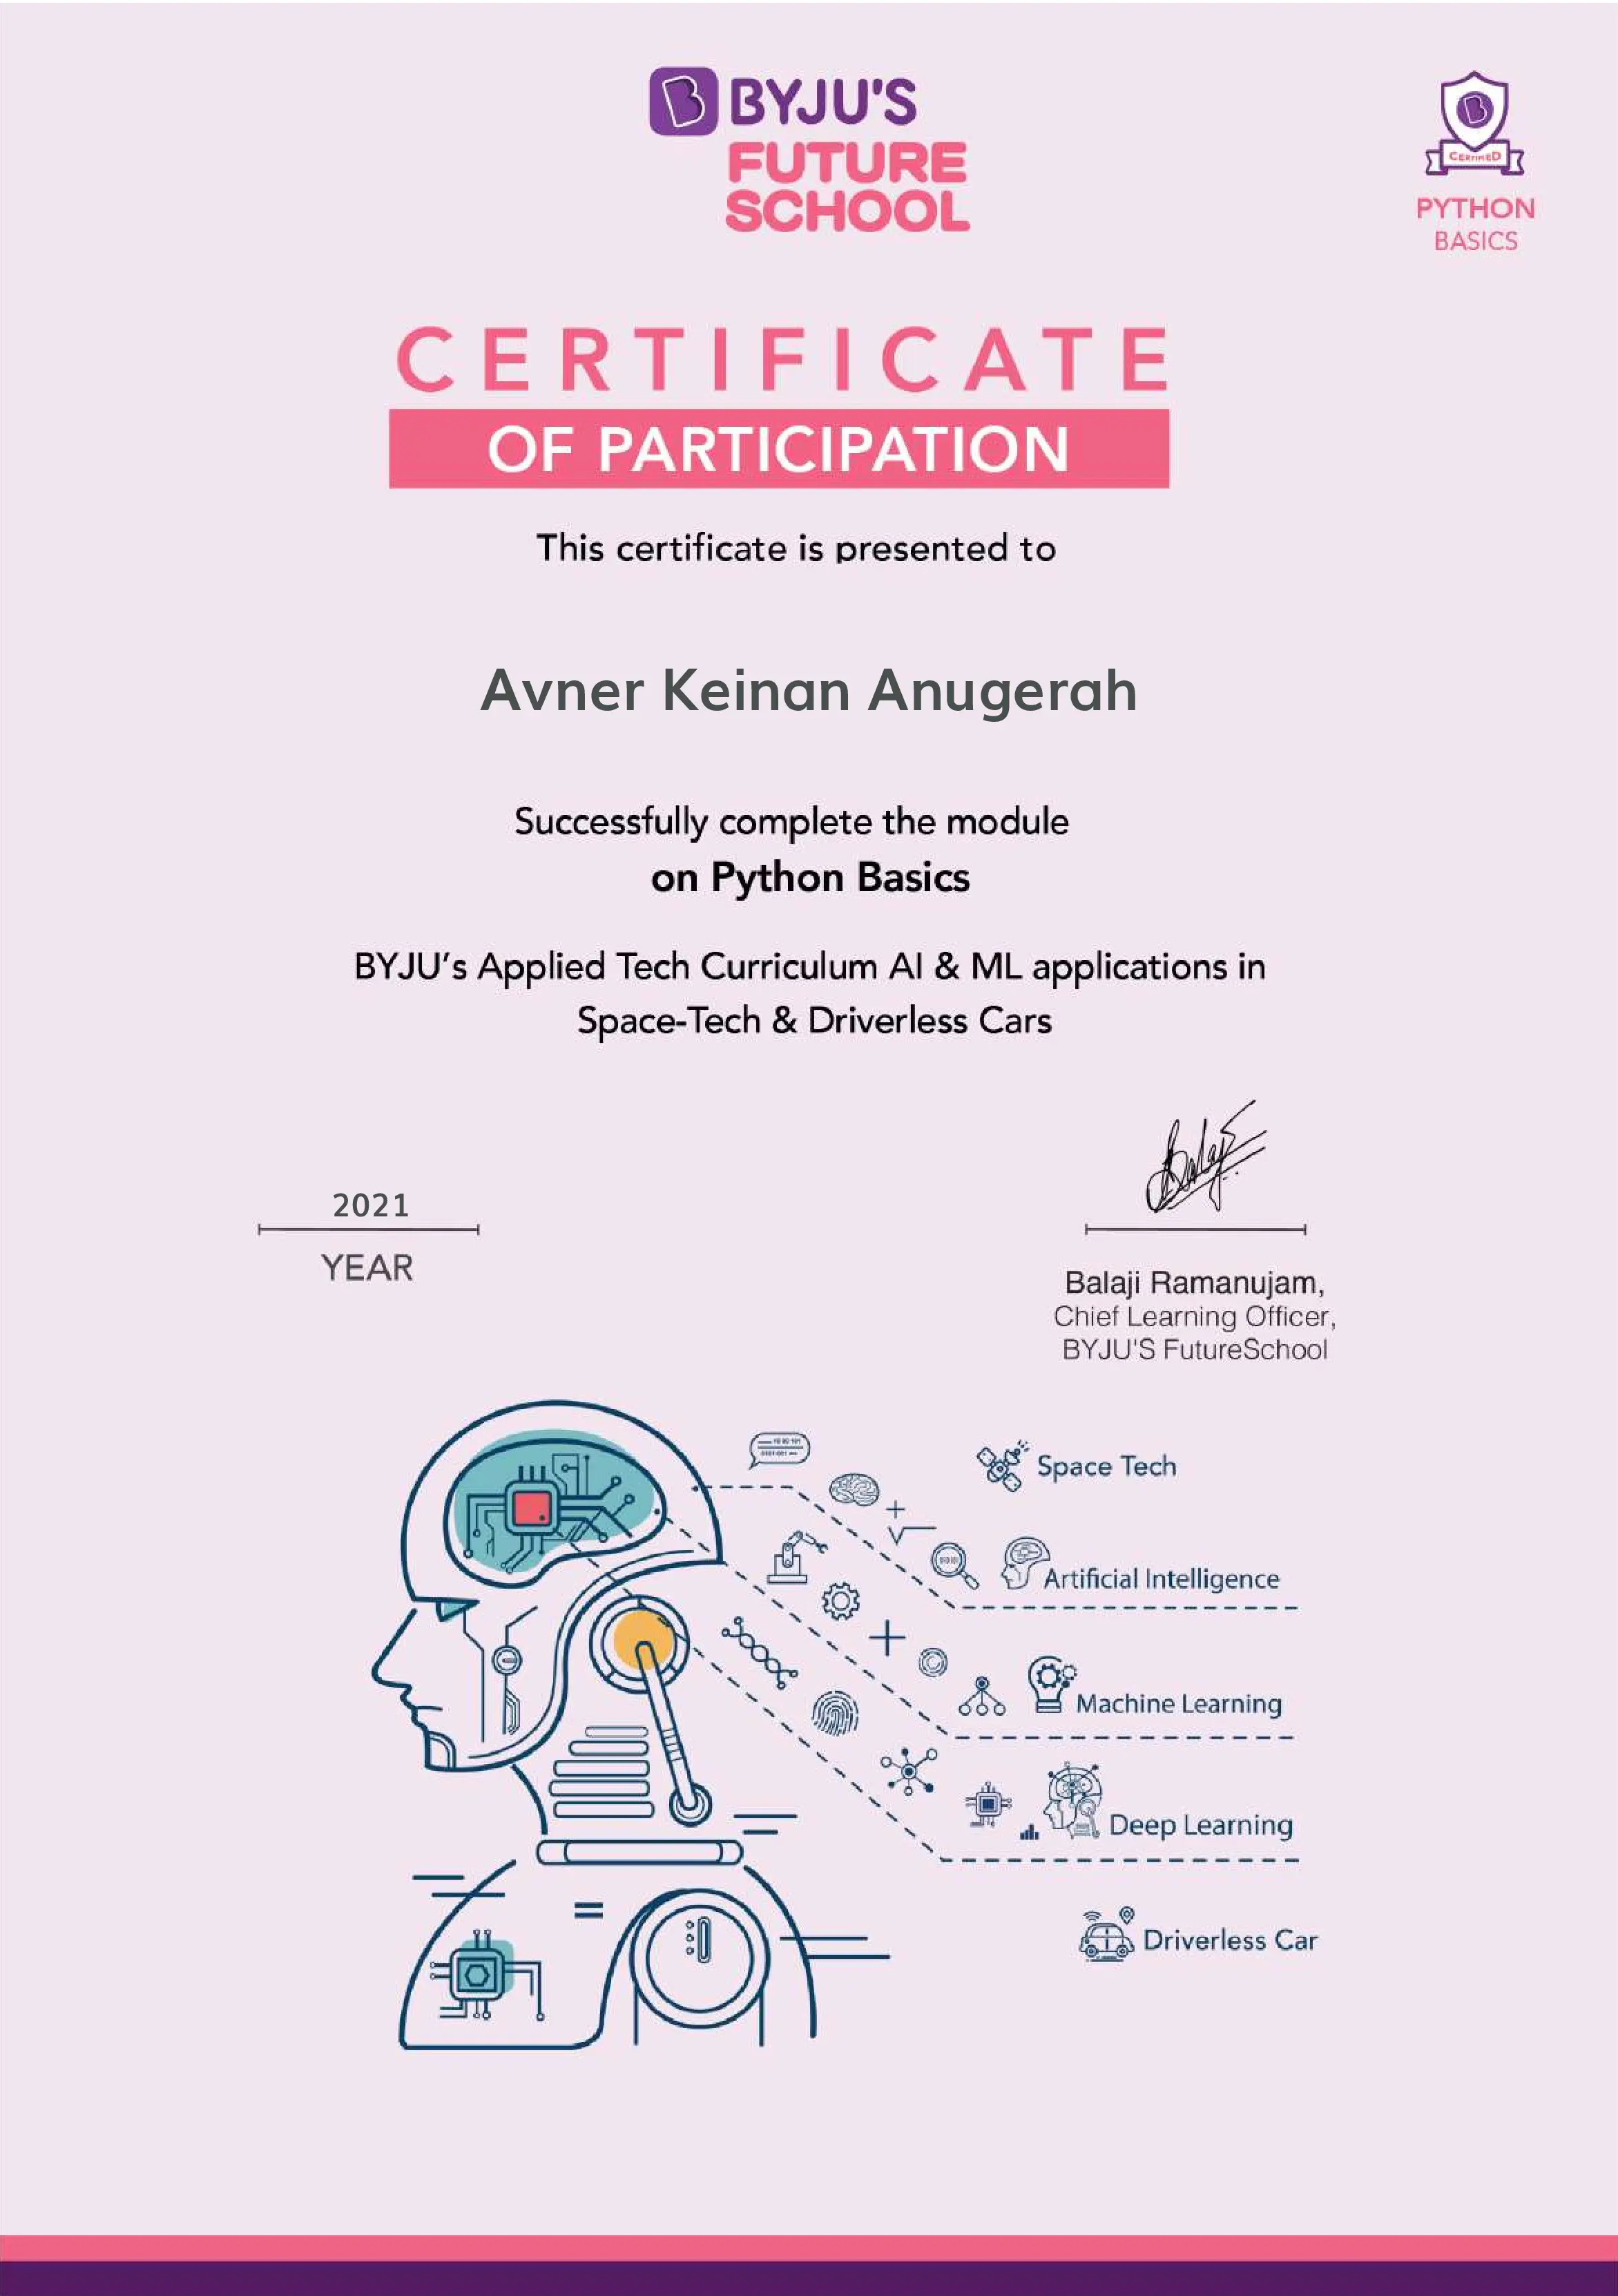 BYJU'S
FUTURE
SCHOOL
CERTIFIED
PYTHON
BASICS
CERTIFICATE
OF PARTICIPATION
This certificate is presented to
Avner Keinan Anugerah
Successfully complete the module
on Python Basics
BYJU's Applied Tech Curriculum AI & ML applications in
Space-Tech & Driverless Cars
2021
YEAR
Balaji Ramanujam,
Chief Learning Officer,
BYJU'S FutureSchool
Space Tech
Artificial Intelligence
Machine Learning
Deep Learning
Driverless Car